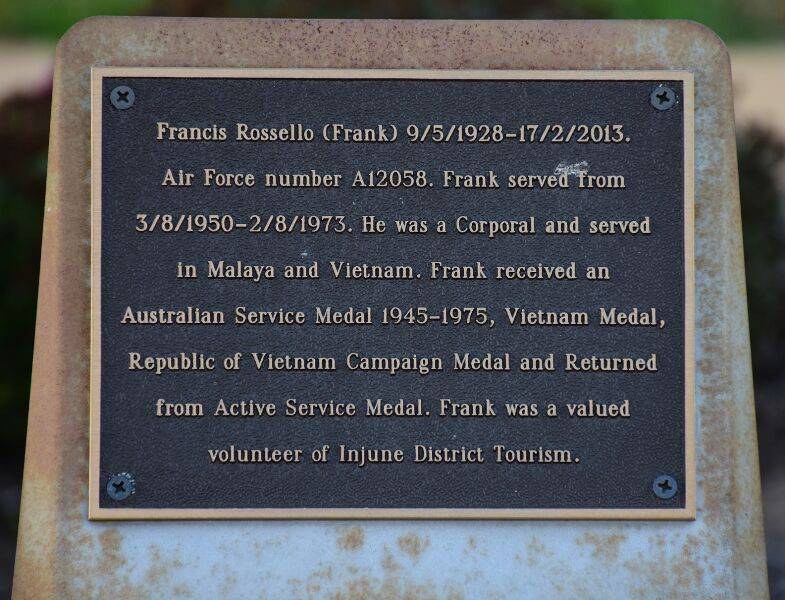 Francis Rossello (Frank) 9/5/1928-17/2/2013.
Air Force number A12058. Frank served from
3/8/1950-2/8/1973. He was a Corporal and served
in Malaya and Vietnam. Frank received an
Australian Service Medal 1945-1975, Vietnam Medal,
Republic of Vietnam Campaign Medal and Returned
from Active Service Medal. Frank was a valued
volunteer of Injune District Tourism.